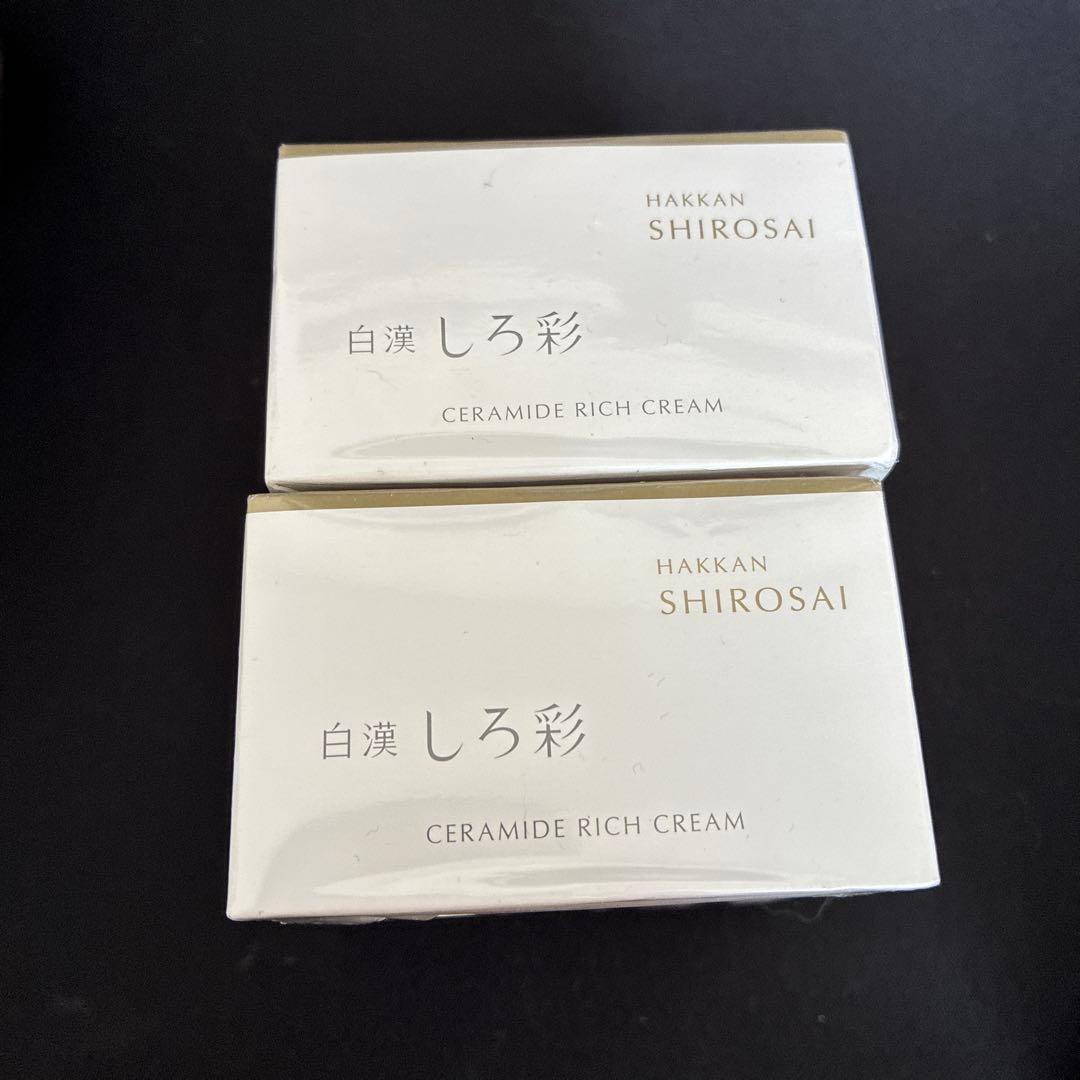 HAKKAN
SHIROSAI
白漢 しろ彩
CERAMIDE RICH CREAM
HAKKAN
SHIROSAI
白漢 しろ彩
CERAMIDE RICH CREAM